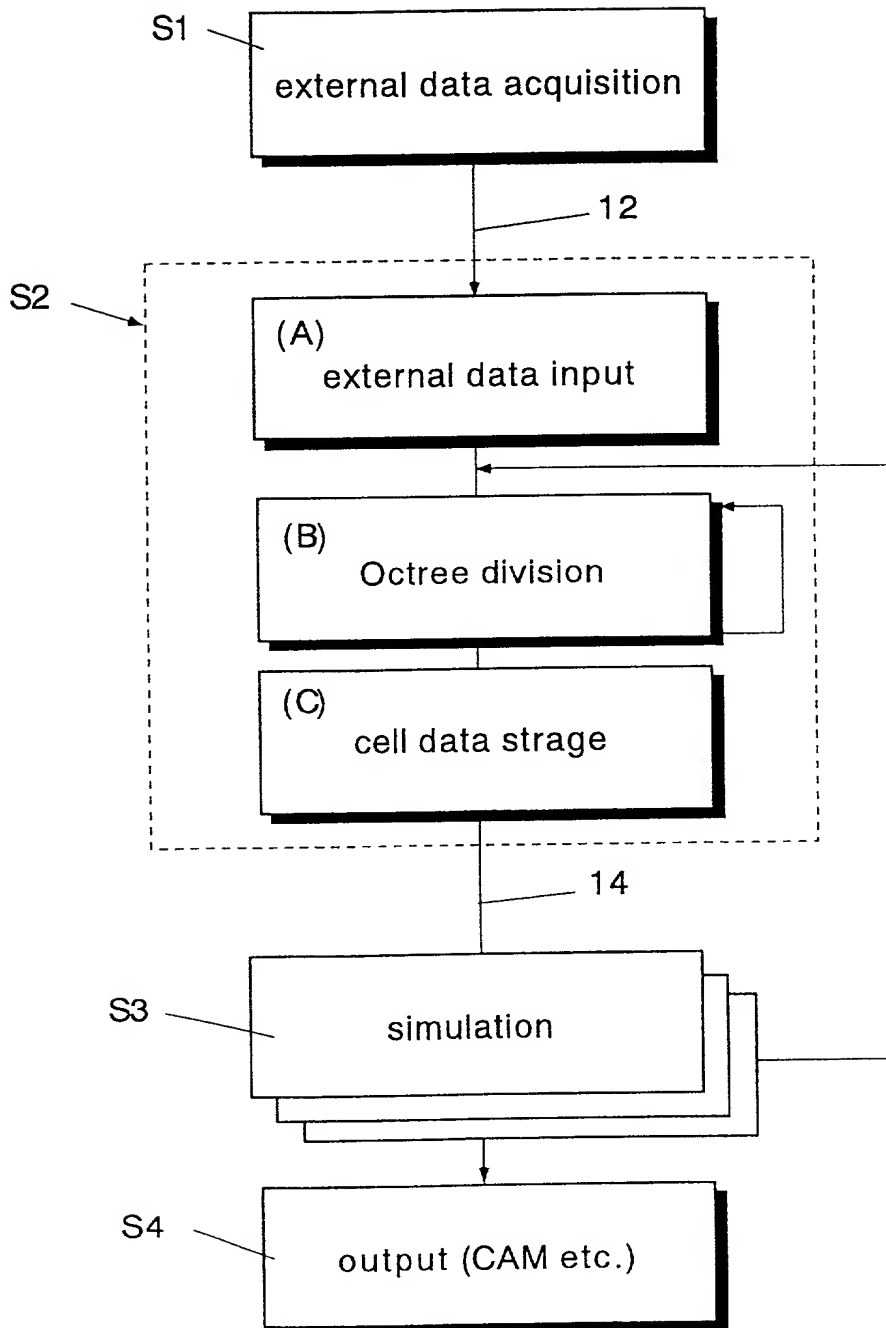 S1
external data acquisition
12
S2
(A)
external data input
(B)
Octree division
(C)
cell data strage
14
S3
simulation
S4
output (CAM etc.)